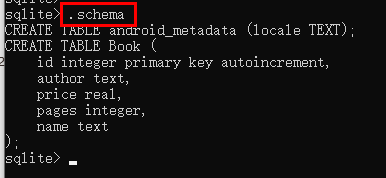 sqlite> .schema
CREATE TABLE android_metadata (locale TEXT);
CREATE TABLE Book (
    id integer primary key autoincrement,
    author text,
    price real,
    pages integer,
    name text
);
sqlite>